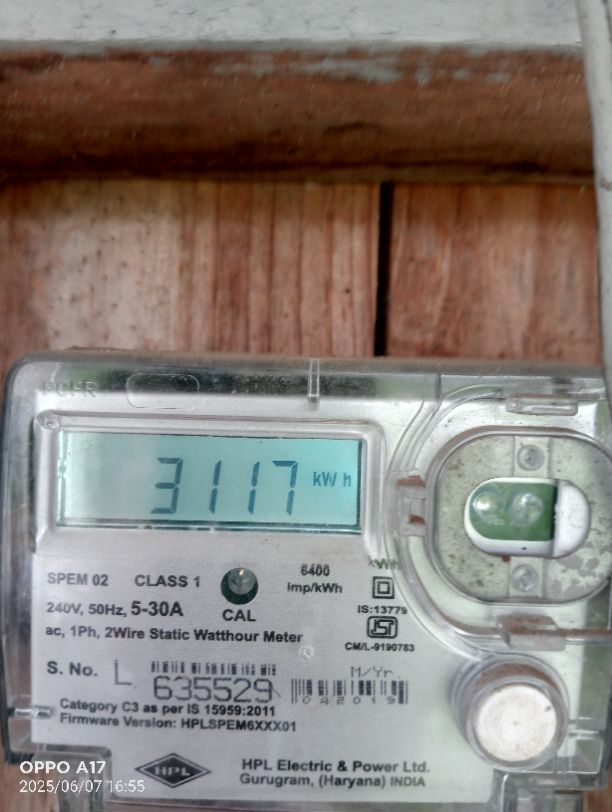 3117 kWh
SPEM 02 CLASS 1 6400 imp/kWh
240V, 50Hz, 5-30A CAL IS:13779
ac, 1Ph, 2Wire Static Watthour Meter CM/L-9190783
S. No. L 635529 M/Yr. 042019
Category C3 as per IS 15959:2011
Firmware Version: HPLSPEM6XXX01
HPL HPL Electric & Power Ltd.
Gurugram, (Haryana) INDIA
OPPO A17
2025/06/07 16:55